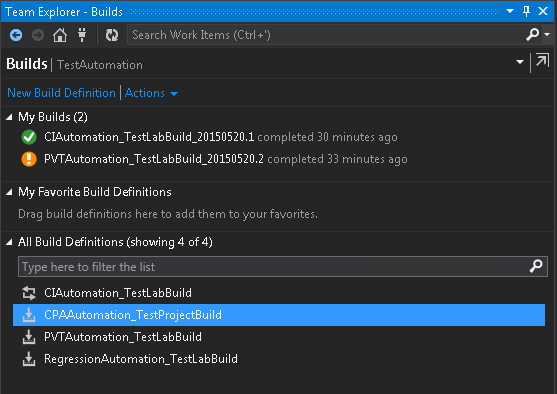 Team Explorer - Builds
Search Work Items (Ctrl+')
Builds | TestAutomation
New Build Definition | Actions
My Builds (2)
CIAutomation_TestLabBuild_20150520.1 completed 30 minutes ago
PVTAutomation_TestLabBuild_20150520.2 completed 33 minutes ago
My Favorite Build Definitions
Drag build definitions here to add them to your favorites.
All Build Definitions (showing 4 of 4)
Type here to filter the list
CIAutomation_TestLabBuild
CPAAutomation_TestProjectBuild
PVTAutomation_TestLabBuild
RegressionAutomation_TestLabBuild